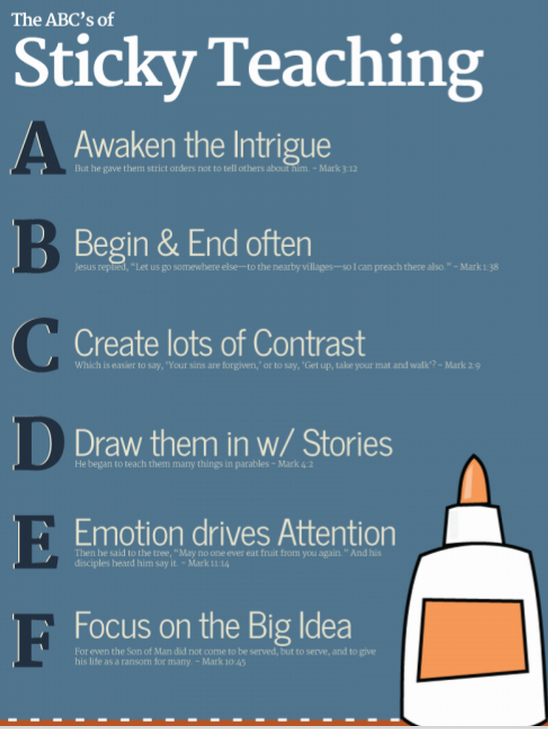 The ABC's of
Sticky Teaching
A
Awaken the Intrigue
But he gave them strict orders not to tell others about him. ~ Mark 3:12
B
Begin & End often
Jesus replied, "Let us go somewhere else—to the nearby villages—so I can preach there also." ~ Mark 1:38
C
Create lots of Contrast
Which is easier to say, 'Your sins are forgiven,' or to say, 'Get up, take your mat and walk'? ~ Mark 2:9
D
Draw them in w/ Stories
He began to teach them many things in parables ~ Mark 4:2
E
Emotion drives Attention
Then he said to the tree, "May no one ever eat fruit from you again." And his
disciples heard him say it. ~ Mark 11:14
F
Focus on the Big Idea
For even the Son of Man did not come to be served, but to serve, and to give
his life as a ransom for many. ~ Mark 10:45